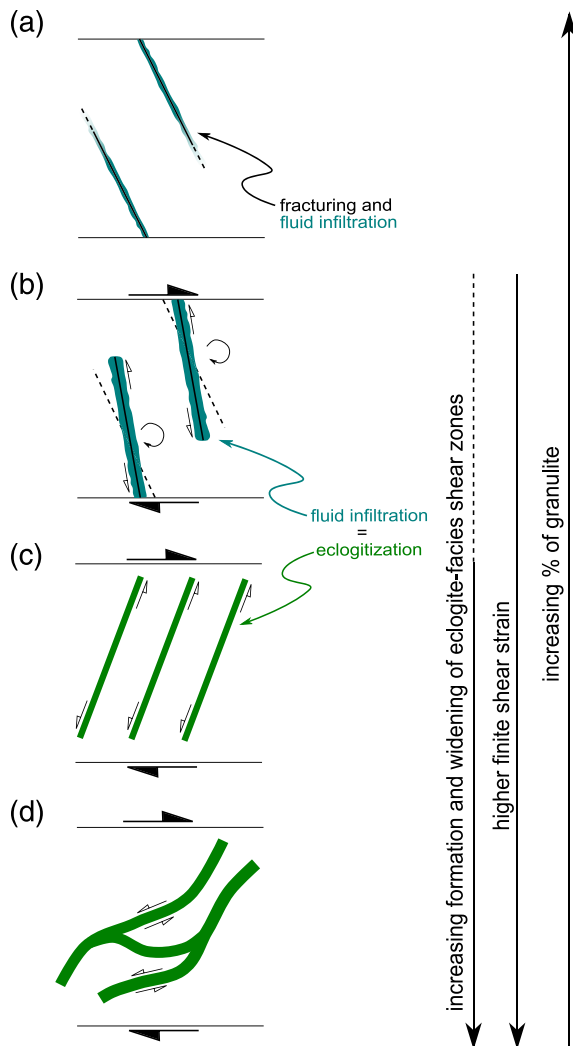 (a)
fracturing and
fluid infiltration
(b)
fluid infiltration
=
eclogitization
(c)
(d)
increasing formation and widening of eclogite-facies shear zones
higher finite shear strain
increasing % of granulite